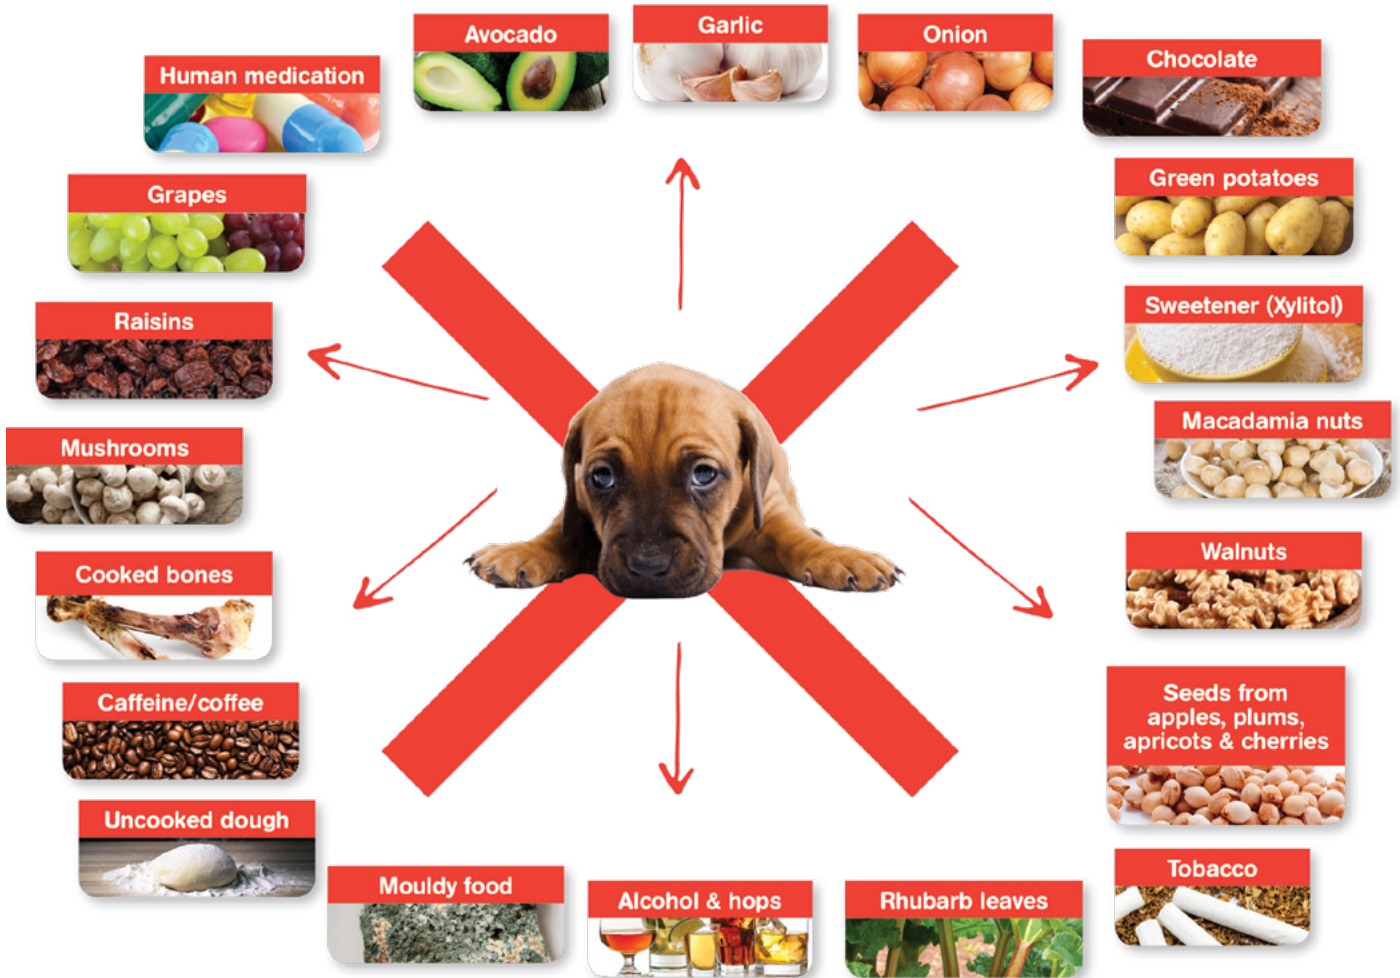 Avocado
Garlic
Onion
Chocolate
Human medication
Green potatoes
Grapes
Sweetener (Xylitol)
Raisins
Macadamia nuts
Mushrooms
Walnuts
Cooked bones
Seeds from
apples, plums,
apricots & cherries
Caffeine/coffee
Uncooked dough
Tobacco
Mouldy food
Alcohol & hops
Rhubarb leaves